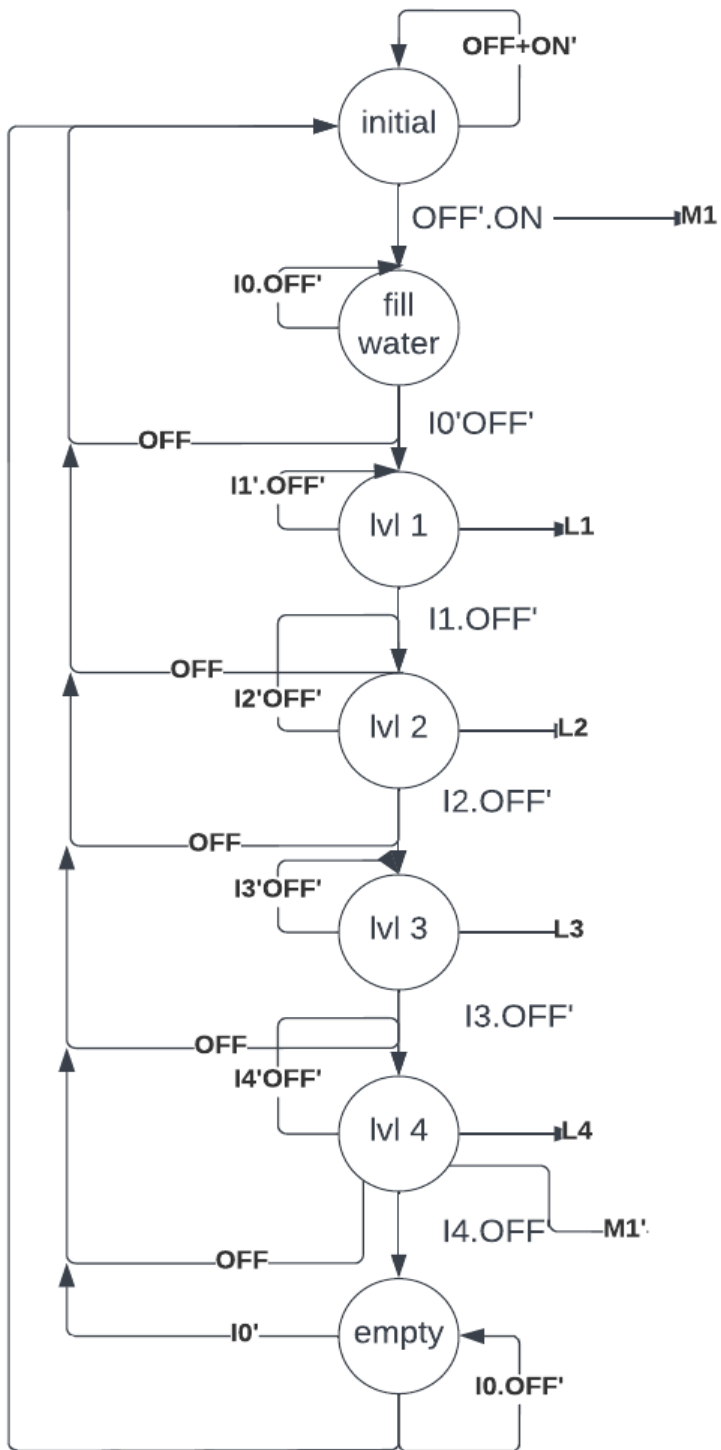 OFF+ON'
initial
OFF'.ON
M1
I0.OFF'
fill
water
I0'OFF'
OFF
I1'.OFF'
lvl 1
L1
I1.OFF'
OFF
I2'OFF'
lvl 2
L2
I2.OFF'
OFF
I3'OFF'
lvl 3
L3
I3.OFF'
OFF
I4'OFF'
lvl 4
L4
I4.OFF'
M1'
OFF
I0'
empty
I0.OFF'